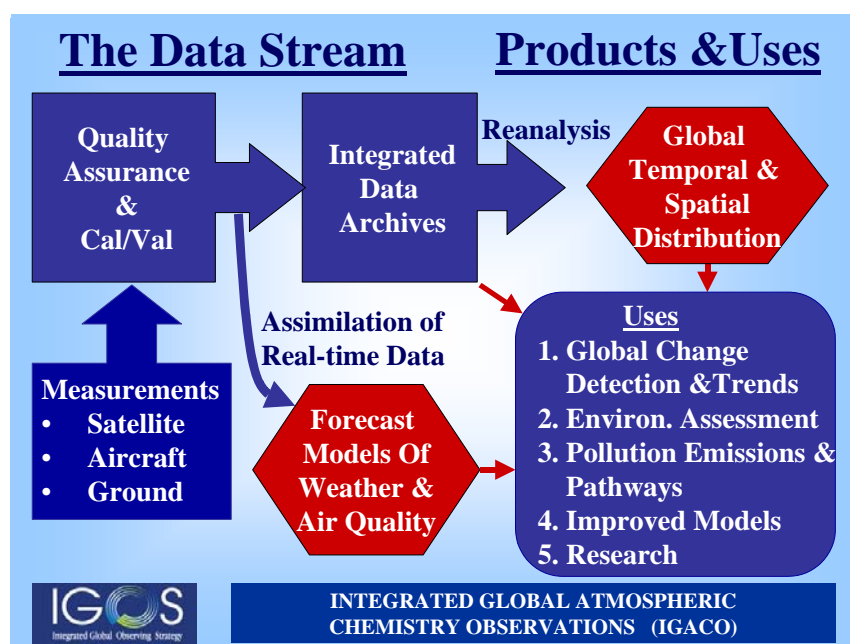 The Data Stream
Products &Uses
Quality
Assurance
&
Cal/Val
Integrated
Data
Archives
Reanalysis
Global
Temporal &
Spatial
Distribution
Measurements
• Satellite
• Aircraft
• Ground
Assimilation of
Real-time Data
Forecast
Models Of
Weather &
Air Quality
Uses
1. Global Change
Detection &Trends
2. Environ. Assessment
3. Pollution Emissions &
Pathways
4. Improved Models
5. Research
IGOS
Integrated Global Observing Strategy
INTEGRATED GLOBAL ATMOSPHERIC
CHEMISTRY OBSERVATIONS (IGACO)